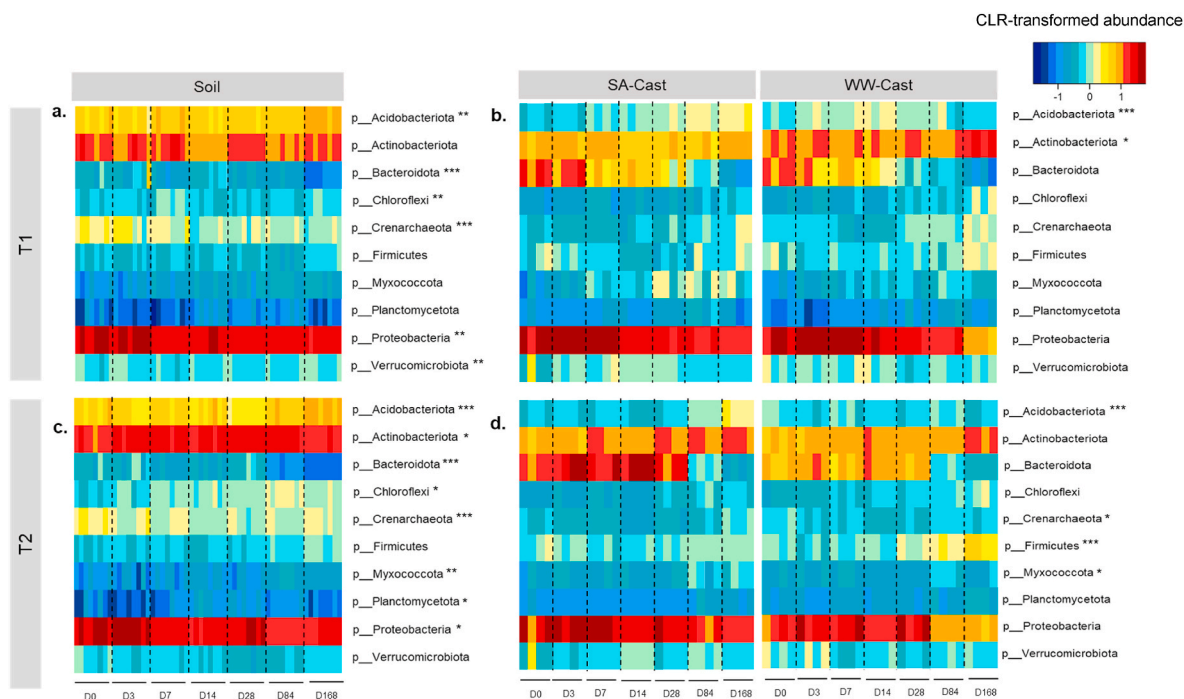 CLR-transformed abundance
-1 0 1
Soil
SA-Cast
WW-Cast
T1
a.
p__Acidobacteriota **
p__Actinobacteriota
p__Bacteroidota ***
p__Chloroflexi **
p__Crenarchaeota ***
p__Firmicutes
p__Myxococcota
p__Planctomycetota
p__Proteobacteria **
p__Verrucomicrobiota **
b.
p__Acidobacteriota ***
p__Actinobacteriota *
p__Bacteroidota
p__Chloroflexi
p__Crenarchaeota
p__Firmicutes
p__Myxococcota
p__Planctomycetota
p__Proteobacteria
p__Verrucomicrobiota
T2
c.
p__Acidobacteriota ***
p__Actinobacteriota *
p__Bacteroidota ***
p__Chloroflexi *
p__Crenarchaeota ***
p__Firmicutes
p__Myxococcota **
p__Planctomycetota *
p__Proteobacteria *
p__Verrucomicrobiota
D0 D3 D7 D14 D28 D84 D168
d.
p__Acidobacteriota ***
p__Actinobacteriota
p__Bacteroidota
p__Chloroflexi
p__Crenarchaeota *
p__Firmicutes ***
p__Myxococcota *
p__Planctomycetota
p__Proteobacteria
p__Verrucomicrobiota
D0 D3 D7 D14 D28 D84 D168
D0 D3 D7 D14 D28 D84 D168